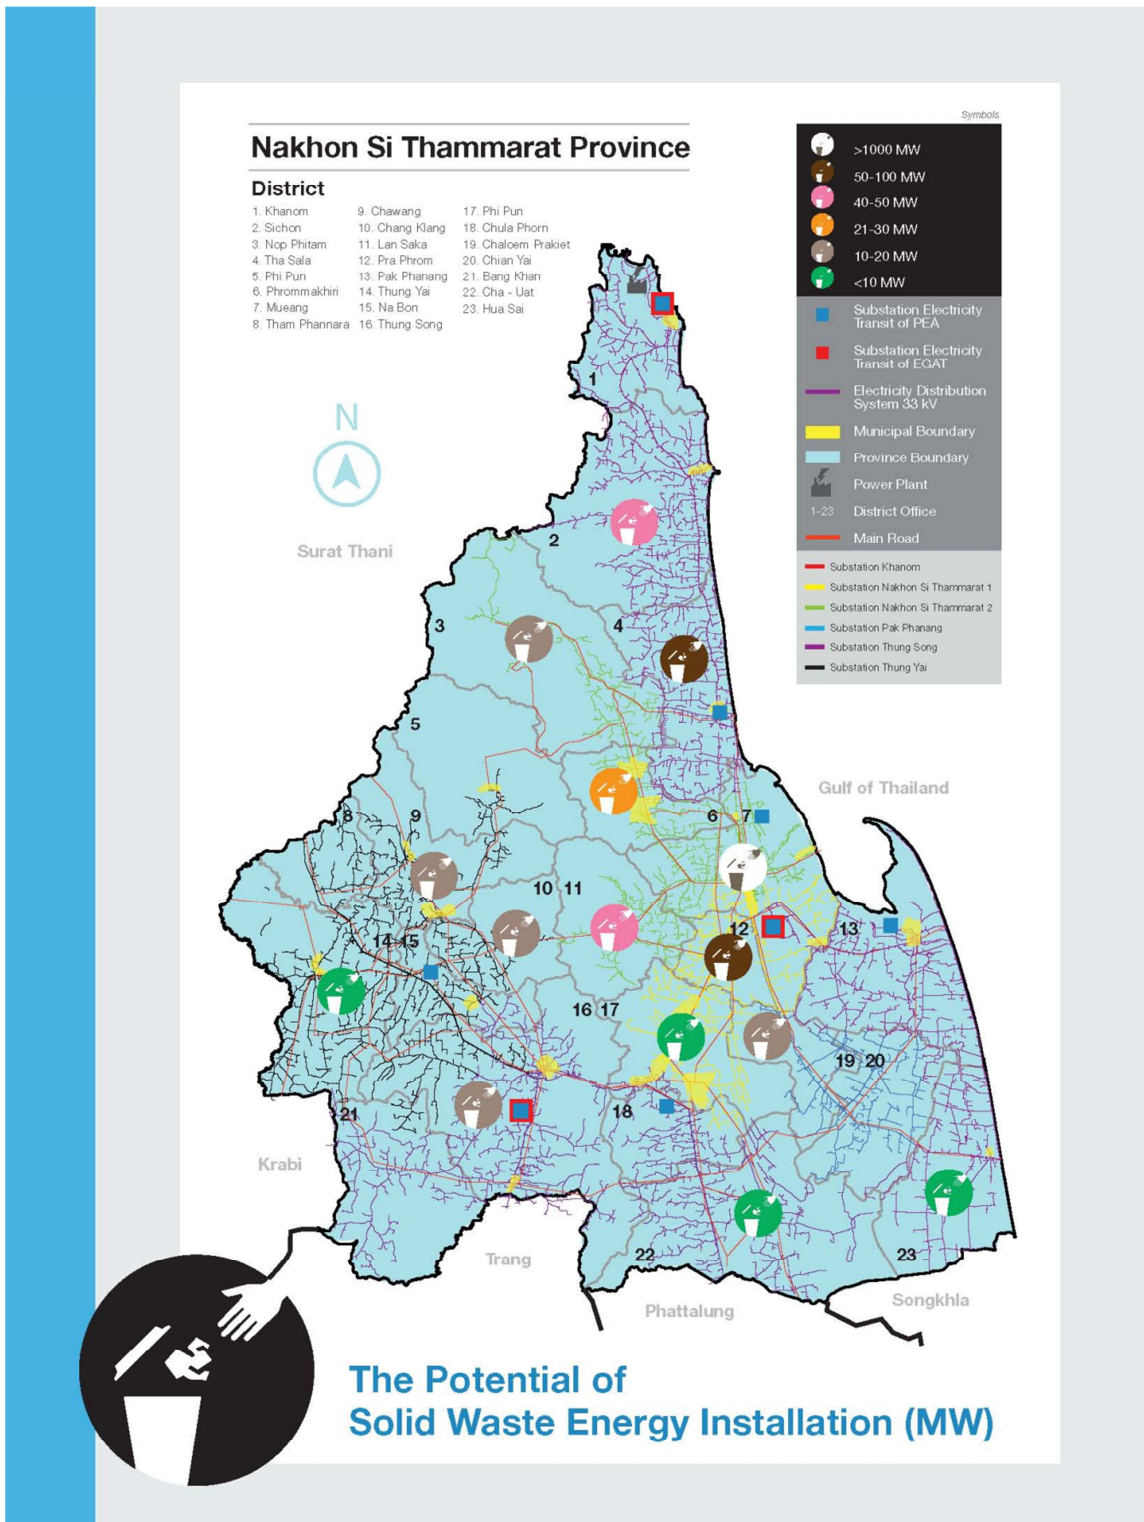 Symbols
Nakhon Si Thammarat Province
District
1. Khanom
2. Sichon
3. Nop Phitam
4. Tha Sala
5. Phi Pun
6. Phrommakhiri
7. Mueang
8. Tham Phannara
9. Chawang
10. Chang Klang
11. Lan Saka
12. Pra Phrom
13. Pak Phanang
14. Thung Yai
15. Na Bon
16. Thung Song
17. Phi Pun
18. Chula Phorn
19. Chaloem Prakiet
20. Chian Yai
21. Bang Khan
22. Cha - Uat
23. Hua Sai
>1000 MW
50-100 MW
40-50 MW
21-30 MW
10-20 MW
<10 MW
Substation Electricity
Transit of PEA
Substation Electricity
Transit of EGAT
Electricity Distribution
System 33 kV
Municipal Boundary
Province Boundary
Power Plant
1-23 District Office
Main Road
Substation Khanom
Substation Nakhon Si Thammarat 1
Substation Nakhon Si Thammarat 2
Substation Pak Phanang
Substation Thung Song
Substation Thung Yai
N
Surat Thani
Gulf of Thailand
Krabi
Trang
Phattalung
Songkhla
1
2
3
4
5
6
7
8
9
10
11
12
13
14
15
16
17
18
19
20
21
22
23
The Potential of
Solid Waste Energy Installation (MW)